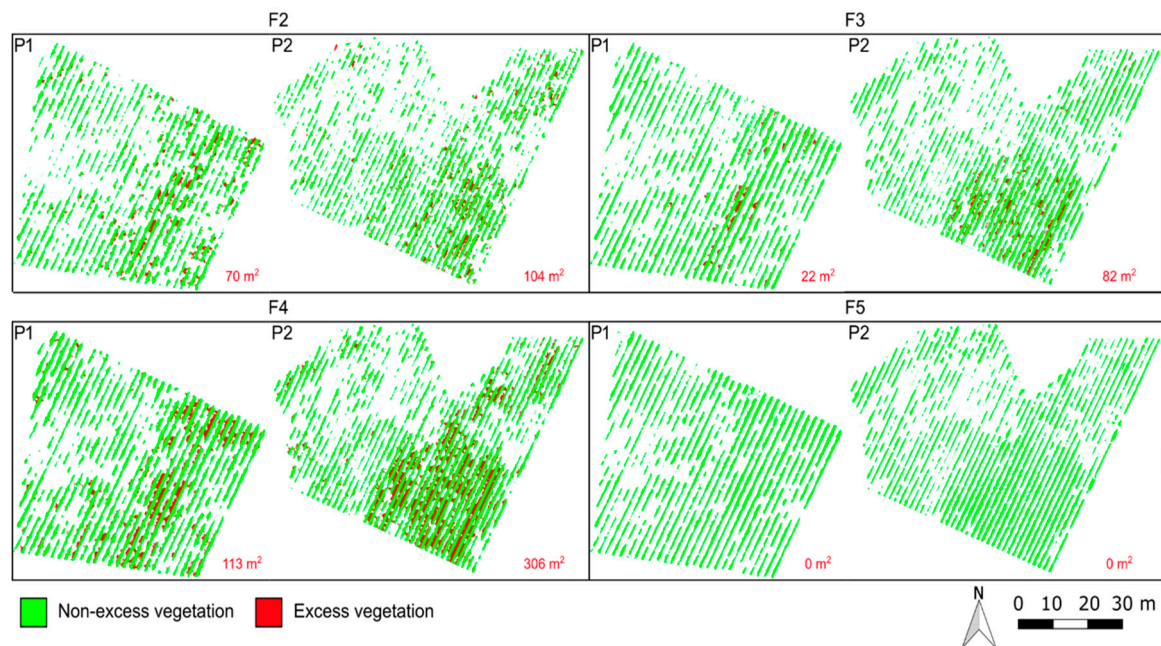 F2 F3
P1 P2 P1 P2
70 m² 104 m² 22 m² 82 m²
F4 F5
P1 P2 P1 P2
113 m² 306 m² 0 m² 0 m²
Non-excess vegetation Excess vegetation N 0 10 20 30 m